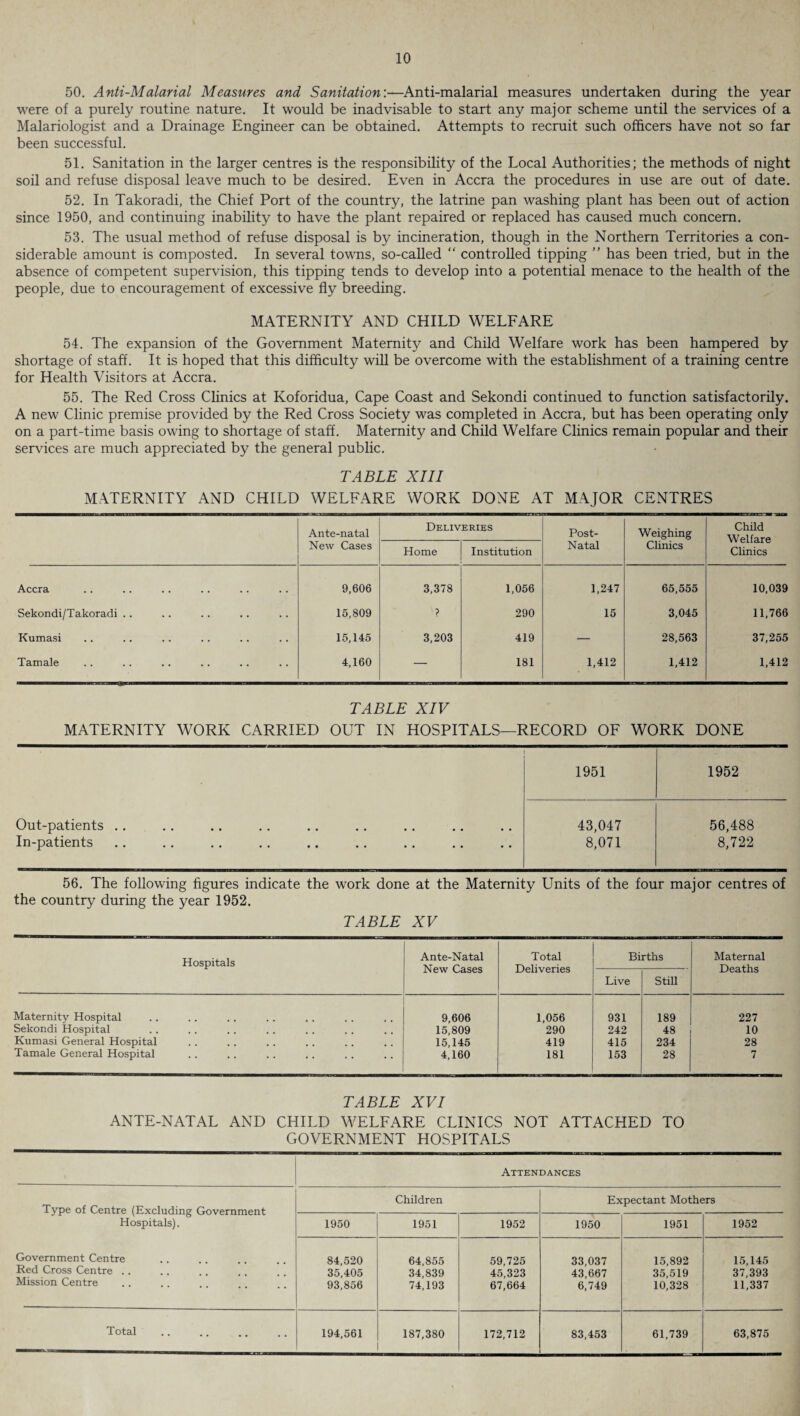 10
50. Anti-Malarial Measures and Sanitation:—Anti-malarial measures undertaken during the year
were of a purely routine nature. It would be inadvisable to start any major scheme until the services of a
Malariologist and a Drainage Engineer can be obtained. Attempts to recruit such officers have not so far
been successful.
51. Sanitation in the larger centres is the responsibility of the Local Authorities; the methods of night
soil and refuse disposal leave much to be desired. Even in Accra the procedures in use are out of date.
52. In Takoradi, the Chief Port of the country, the latrine pan washing plant has been out of action
since 1950, and continuing inability to have the plant repaired or replaced has caused much concern.
53. The usual method of refuse disposal is by incineration, though in the Northern Territories a con-
siderable amount is composted. In several towns, so-called “ controlled tipping ” has been tried, but in the
absence of competent supervision, this tipping tends to develop into a potential menace to the health of the
people, due to encouragement of excessive fly breeding.
MATERNITY AND CHILD WELFARE
54. The expansion of the Government Maternity and Child Welfare work has been hampered by
shortage of staff. It is hoped that this difficulty will be overcome with the establishment of a training centre
for Health Visitors at Accra.
55. The Red Cross Clinics at Koforidua, Cape Coast and Sekondi continued to function satisfactorily.
A new Clinic premise provided by the Red Cross Society was completed in Accra, but has been operating only
on a part-time basis owing to shortage of staff. Maternity and Child Welfare Clinics remain popular and their
services are much appreciated by the general public.
TABLE XIII
MATERNITY AND CHILD WELFARE WORK DONE AT MAJOR CENTRES
Ante-natal New Cases | Deliveries | Post-Natal | Weighing Clinics | Child Welfare Clinics
Home | Institution
Accra .. .. .. .. .. .. 9,606 3,378 1,056 1,247 65,555 10,039
Sekondi/Takoradi .. .. .. .. .. 15,809 ? 290 15 3,045 11,766
Kumasi .. .. .. .. .. .. 15,145 3,203 419 — 28,563 37,255
Tamale .. .. .. .. .. .. 4,160 — 181 1,412 1,412 1,412
TABLE XIV
MATERNITY WORK CARRIED OUT IN HOSPITALS—RECORD OF WORK DONE
1951 1952
Out-patients .. .. .. .. .. .. .. .. .. 43,047 56,488
In-patients .. .. .. .. .. .. .. .. .. 8,071 8,722
56. The following figures indicate the work done at the Maternity Units of the four major centres of
the country during the year 1952.
TABLE XV
Hospitals | Ante-Natal New Cases | Total Deliveries | Births | Maternal Deaths
Live | Still
Maternity Hospital .. .. .. .. .. .. .. 9,606 1,056 931 189 227
Sekondi Hospital .. .. .. .. .. .. .. 15,809 290 242 48 10
Kumasi General Hospital .. .. .. .. .. .. 15,145 419 415 234 28
Tamale General Hospital .. .. .. .. .. .. 4,160 181 153 28 7
TABLE XVI
ANTE-NATAL AND CHILD WELFARE CLINICS NOT ATTACHED TO
GOVERNMENT HOSPITALS
Attendances
Type of Centre (Excluding Government Hospitals). | Children | Expectant Mothers
1950 1951 1952 1950 1951 1952
Government Centre .. .. .. .. 84,520 64,855 59,725 33,037 15,892 15,145
Red Cross Centre .. .. .. .. .. 35,405 34,839 45,323 43,667 35,519 37,393
Mission Centre .. .. .. .. .. 93,856 74,193 67,664 6,749 10,328 11,337
Total .. .. .. .. 194,561 187,380 172,712 83,453 61,739 63,875